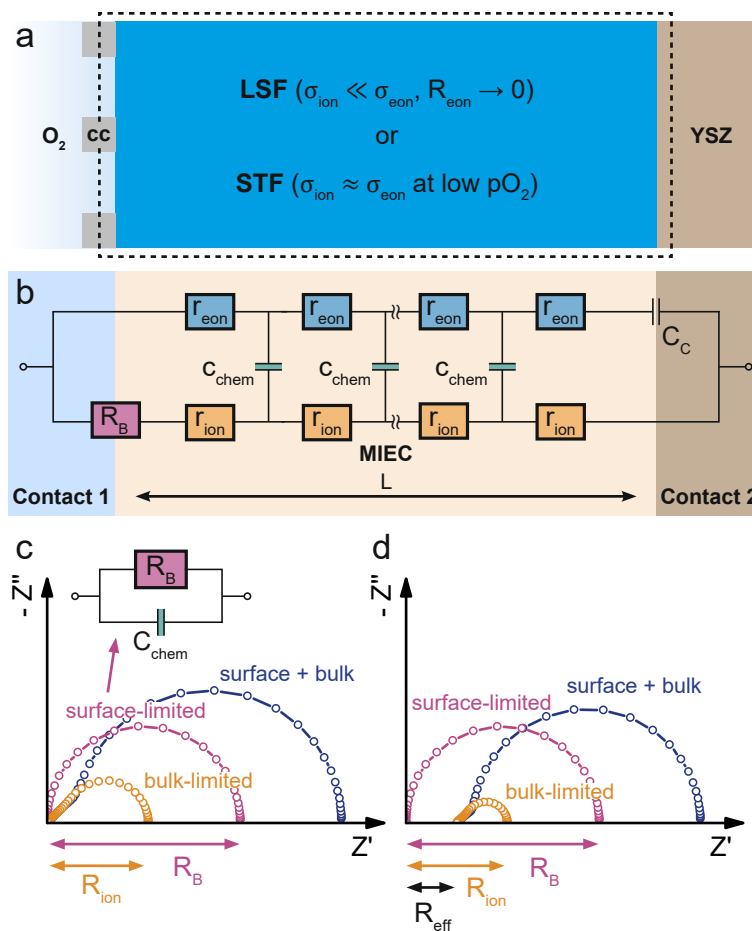 a
LSF (σion ≪ σeon, Reon → 0)
O2 cc or YSZ
STF (σion ≈ σeon at low pO2)
b
reon reon reon reon
CC
cchem cchem cchem
RB rion rion rion rion
MIEC
Contact 1 L Contact 2
c
RB
Cchem
- Z''
surface + bulk
surface-limited
bulk-limited
Z'
RB
Rion
d
- Z''
surface-limited
surface + bulk
bulk-limited
Z'
RB
Rion
Reff